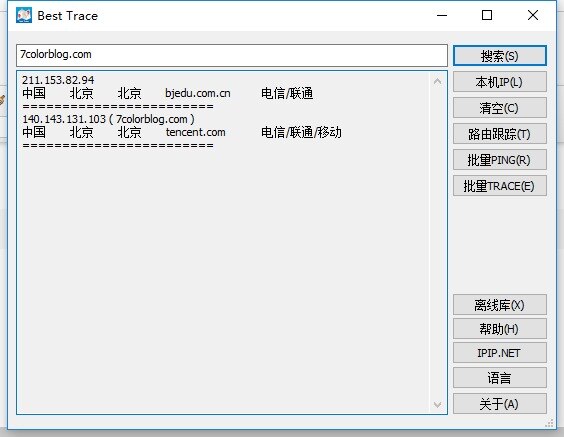 Best Trace
7colorblog.com
搜索(S)
211.153.82.94
中国 北京 北京 bjedu.com.cn 电信/联通
========================
140.143.131.103 ( 7colorblog.com )
中国 北京 北京 tencent.com 电信/联通/移动
========================
本机IP(L)
清空(C)
路由跟踪(T)
批量PING(R)
批量TRACE(E)
离线库(X)
帮助(H)
IPIP.NET
语言
关于(A)